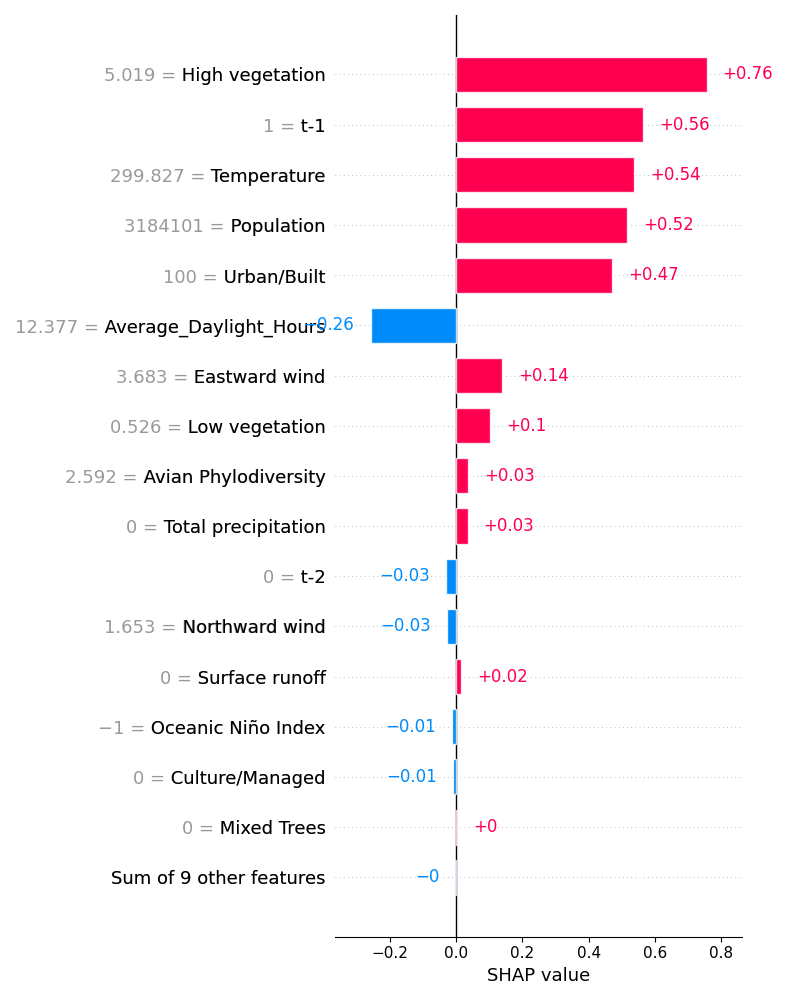 5.019 = High vegetation +0.76
1 = t-1 +0.56
299.827 = Temperature +0.54
3184101 = Population +0.52
100 = Urban/Built +0.47
12.377 = Average_Daylight_Hours −0.26
3.683 = Eastward wind +0.14
0.526 = Low vegetation +0.1
2.592 = Avian Phylodiversity +0.03
0 = Total precipitation +0.03
0 = t-2 −0.03
1.653 = Northward wind −0.03
0 = Surface runoff +0.02
−1 = Oceanic Niño Index −0.01
0 = Culture/Managed −0.01
0 = Mixed Trees +0
Sum of 9 other features −0
−0.2 0.0 0.2 0.4 0.6 0.8
SHAP value